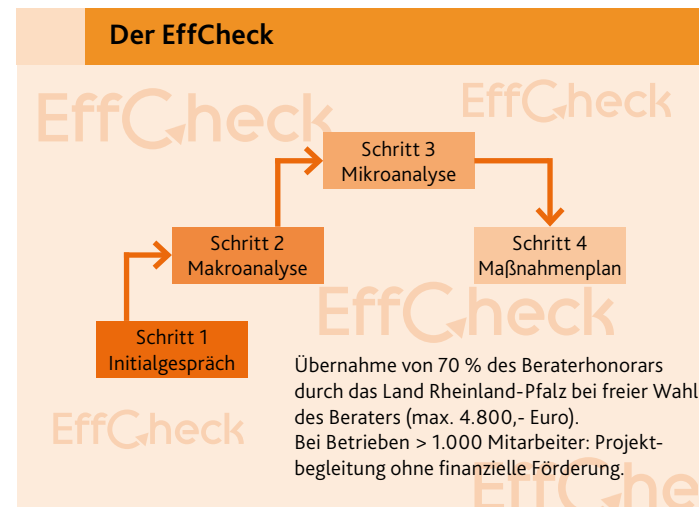 Der EffCheck
EffCheck
EffCheck
Schritt 3
Mikroanalyse
Schritt 2
Makroanalyse
Schritt 4
Maßnahmenplan
EffCheck
Schritt 1
Initialgespräch
Übernahme von 70 % des Beraterhonorars
durch das Land Rheinland-Pfalz bei freier Wahl
des Beraters (max. 4.800,- Euro).
Bei Betrieben > 1.000 Mitarbeiter: Projekt-
begleitung ohne finanzielle Förderung.
EffCheck
EffChe